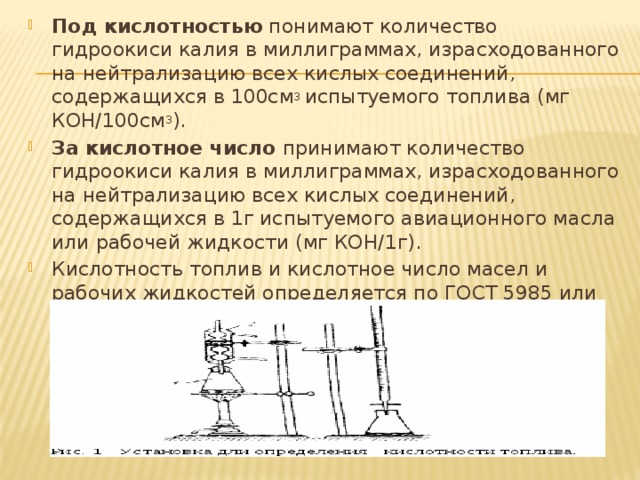 Под кислотностью понимают количество
гидроокиси калия в миллиграммах, израсходованного
на нейтрализацию всех кислых соединений,
содержащихся в 100см3 испытуемого топлива (мг
КОН/100см3).
За кислотное число принимают количество
гидроокиси калия в миллиграммах, израсходованного
на нейтрализацию всех кислых соединений,
содержащихся в 1г испытуемого авиационного масла
или рабочей жидкости (мг КОН/1г).
Кислотность топлив и кислотное число масел и
рабочих жидкостей определяется по ГОСТ 5985 или
Рис. 1 Установка для определения кислотности топлива.